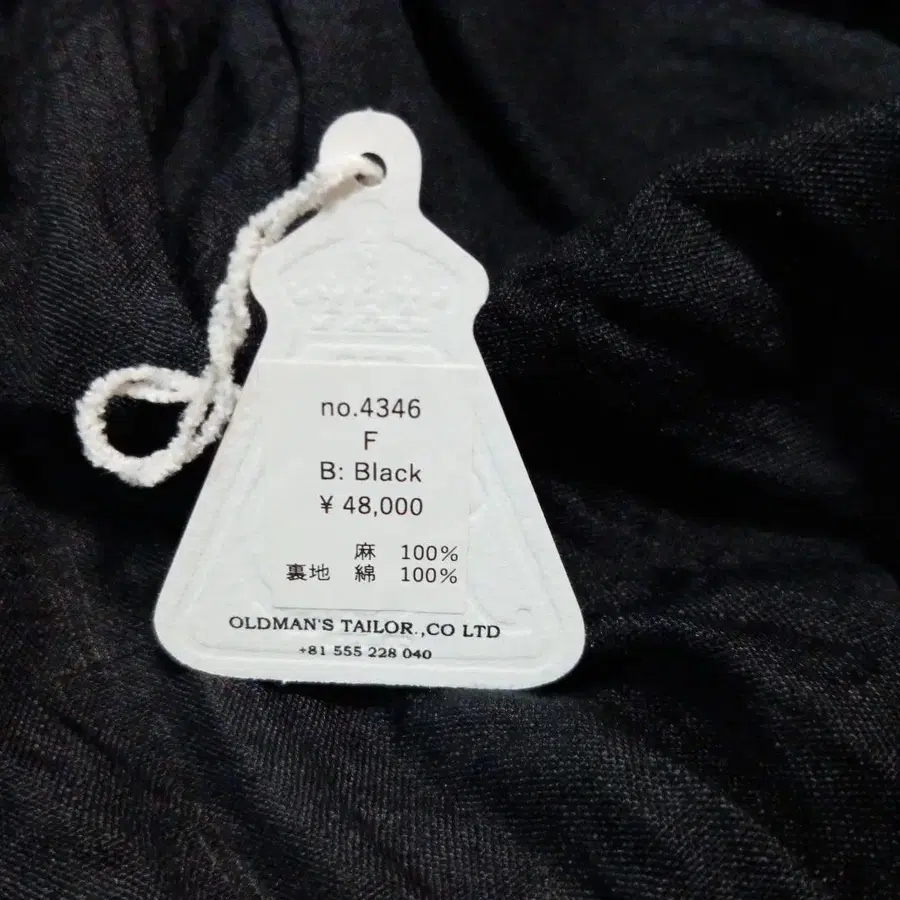 no.4346
F
B: Black
¥ 48,000
麻 100%
裏地 綿 100%
OLDMAN'S TAILOR.,CO LTD
+81 555 228 040